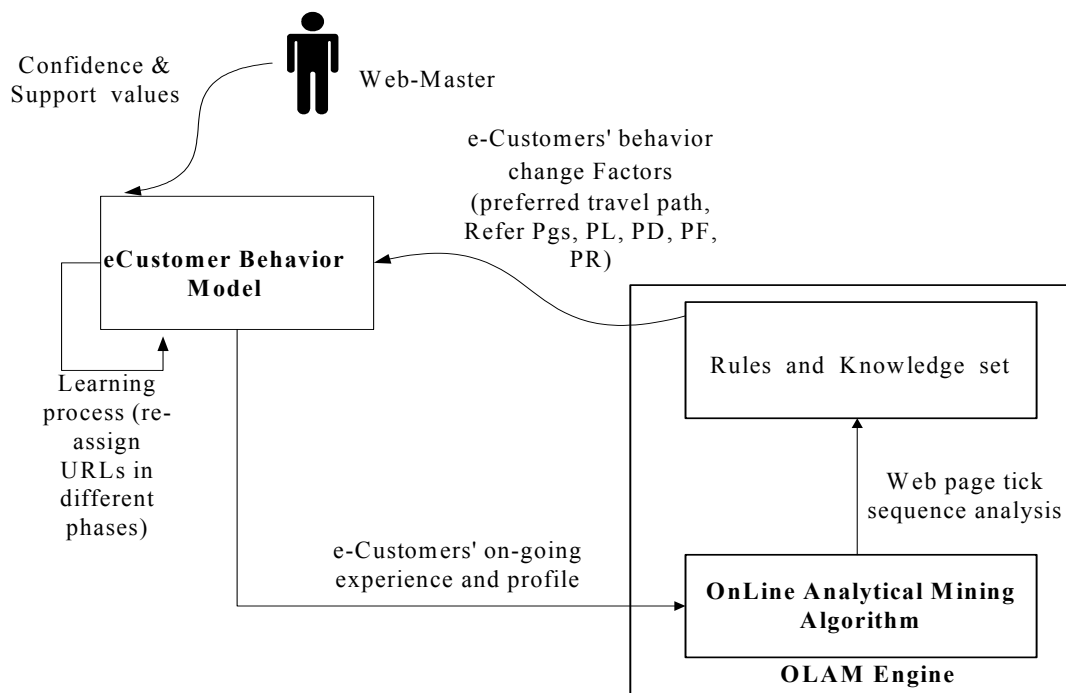 Confidence &
Support values
Web-Master
e-Customers' behavior
change Factors
(preferred travel path,
Refer Pgs, PL, PD, PF,
PR)
eCustomer Behavior
Model
Rules and Knowledge set
Learning
process (re-
assign
URLs in
different
phases)
Web page tick
sequence analysis
e-Customers' on-going
experience and profile
OnLine Analytical Mining
Algorithm
OLAM Engine